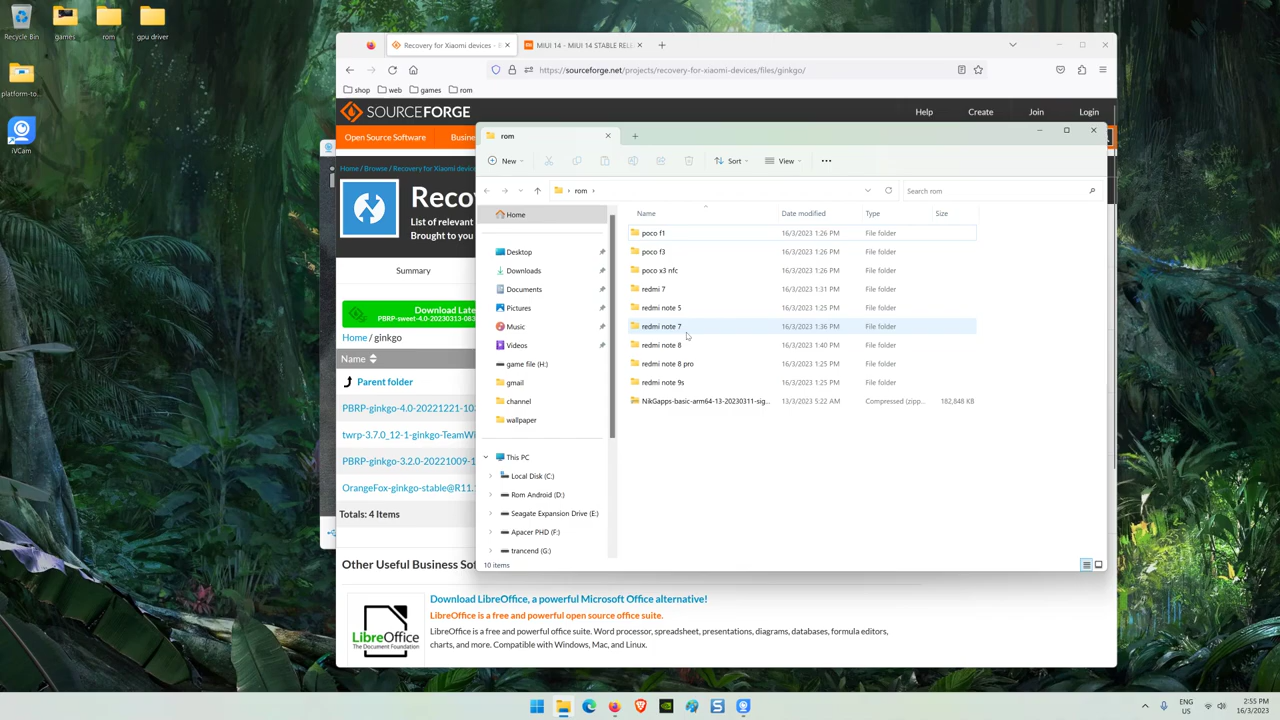 Recycle Bin
games
rom
gpu driver
platform-to...
iVCam
Recovery for Xiaomi devices -
MIUI 14 - MIUI 14 STABLE REL
https://sourceforge.net/projects/recovery-for-xiaomi-devices/files/ginkgo/
shop
web
games
rom
SOURCEFORGE
Help
Create
Join
Login
Open Source Software
Busine
Home / Browse / Recovery for Xiaomi device
Reco
List of relevant
Brought to you
Summary
Download Late
PBRP-sweet-4.0-20230313-083
Home / ginkgo
Name
Parent folder
PBRP-ginkgo-4.0-20221221-10
twrp-3.7.0_12-1-ginkgo-TeamWi
PBRP-ginkgo-3.2.0-20221009-1
OrangeFox-ginkgo-stable@R11.
Totals: 4 Items
Other Useful Business Sof
Download LibreOffice, a powerful Microsoft Office alternative!
LibreOffice is a free and powerful open source office suite.
LibreOffice is a free and powerful office suite. Word processor, spreadsheet, presentations, diagrams, databases, formula editors,
charts, and more. Compatible with Windows, Mac, and Linux.
LibreOffice
The Document Foundation
rom
New
Sort
View
rom
Search rom
Home
Desktop
Downloads
Documents
Pictures
Music
Videos
game file (H:)
gmail
channel
wallpaper
This PC
Local Disk (C:)
Rom Android (D:)
Seagate Expansion Drive (E:)
Apacer PHD (F:)
trancend (G:)
Name Date modified Type Size
poco f1 16/3/2023 1:26 PM File folder
poco f3 16/3/2023 1:26 PM File folder
poco x3 nfc 16/3/2023 1:26 PM File folder
redmi 7 16/3/2023 1:31 PM File folder
redmi note 5 16/3/2023 1:25 PM File folder
redmi note 7 16/3/2023 1:36 PM File folder
redmi note 8 16/3/2023 1:40 PM File folder
redmi note 8 pro 16/3/2023 1:25 PM File folder
redmi note 9s 16/3/2023 1:25 PM File folder
NikGapps-basic-arm64-13-20230311-sig... 13/3/2023 5:22 AM Compressed (zipp... 182,848 KB
10 items
ENG
US
2:55 PM
16/3/2023